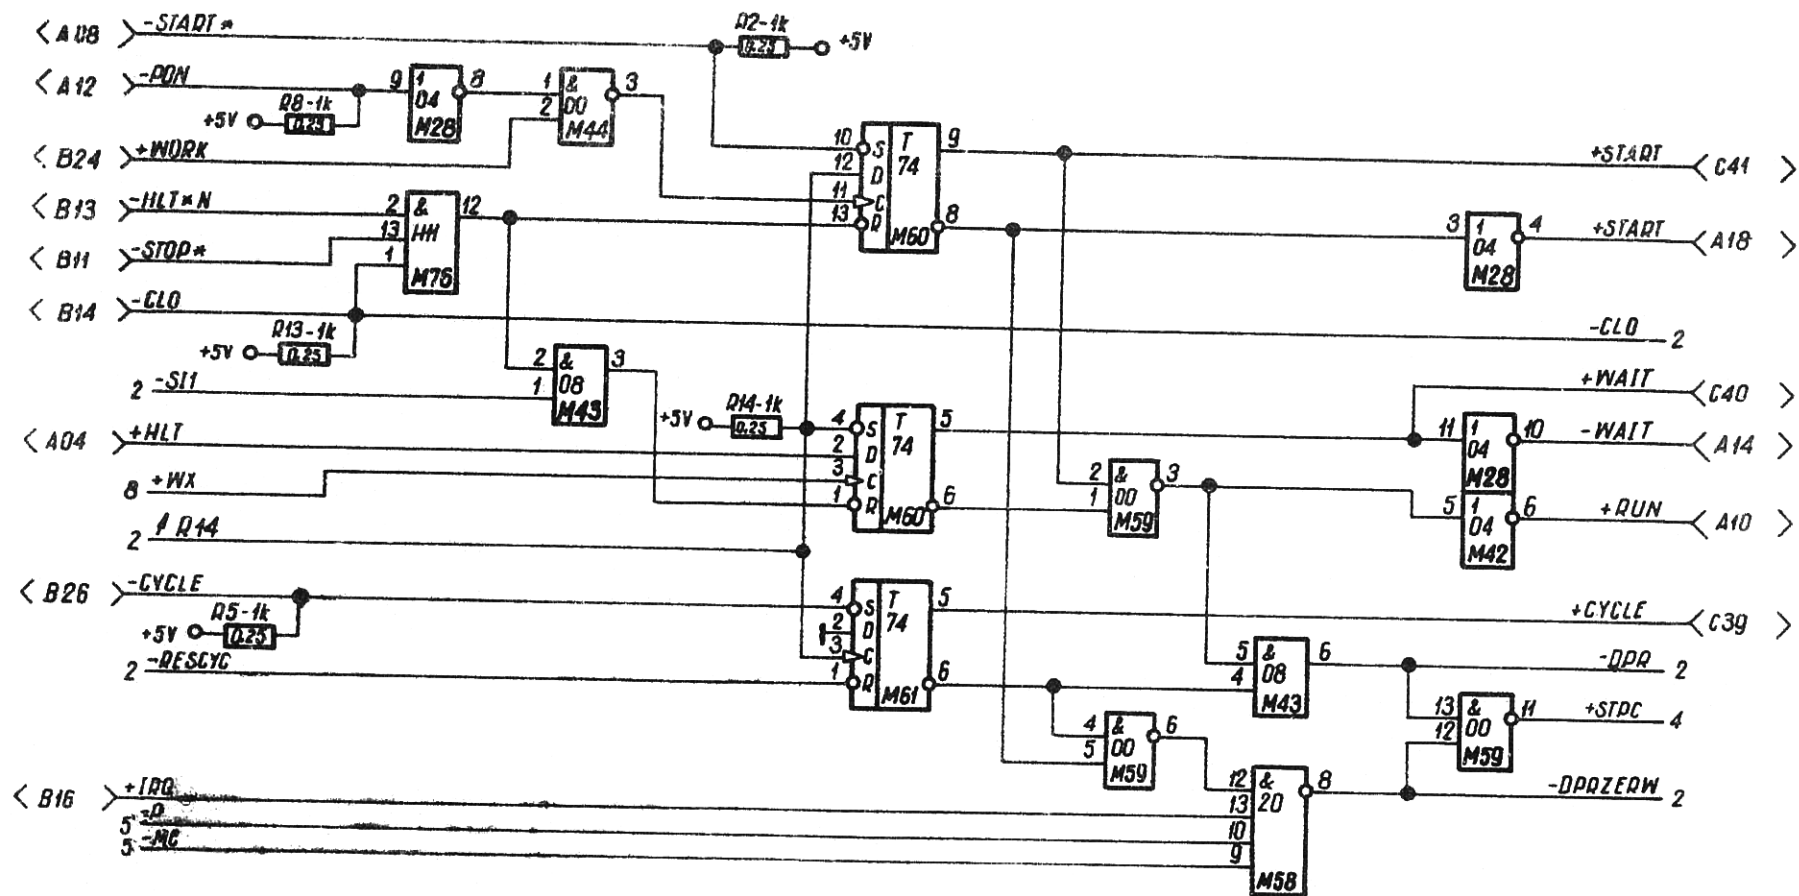 A08 -START* R2-1k 0.25 +5V
A12 -PON 9 1 04 M28 8 1 2 & 00 M44 3
+5V R8-1k 0.25
B24 +WORK
10 S 12 D 11 C 13 R T 74 M60 9 8
+START C41
B13 -HLT*N 2 & 12
B11 -STOP* 13 1 M75
3 1 04 M28 4 +START A18
B14 -CLO
-CLO 2
+5V R13-1k 0.25
2 -SI1 2 1 & 08 M43 3
+5V R14-1k 0.25
4 S 2 D 3 C 1 R T 74 M60 5 6
+WAIT C40
A04 +HLT
11 1 04 M28 10 -WAIT A14
8 +WX
2 1 & 00 M59 3
5 1 04 M42 6 +RUN A10
2 R14
B26 -CYCLE
+5V R5-1k 0.25
4 S 2 D 3 C 1 R T 74 M61 5 6
+CYCLE C39
2 -RESCYC
5 4 & 08 M43 6 -DPR 2
4 5 & 00 M59 6
13 12 & 00 M59 11 +STPC 4
B16 +IRQ
5 -P
5 -MC
12 13 10 9 & 20 M58 8 -DPRZERW 2